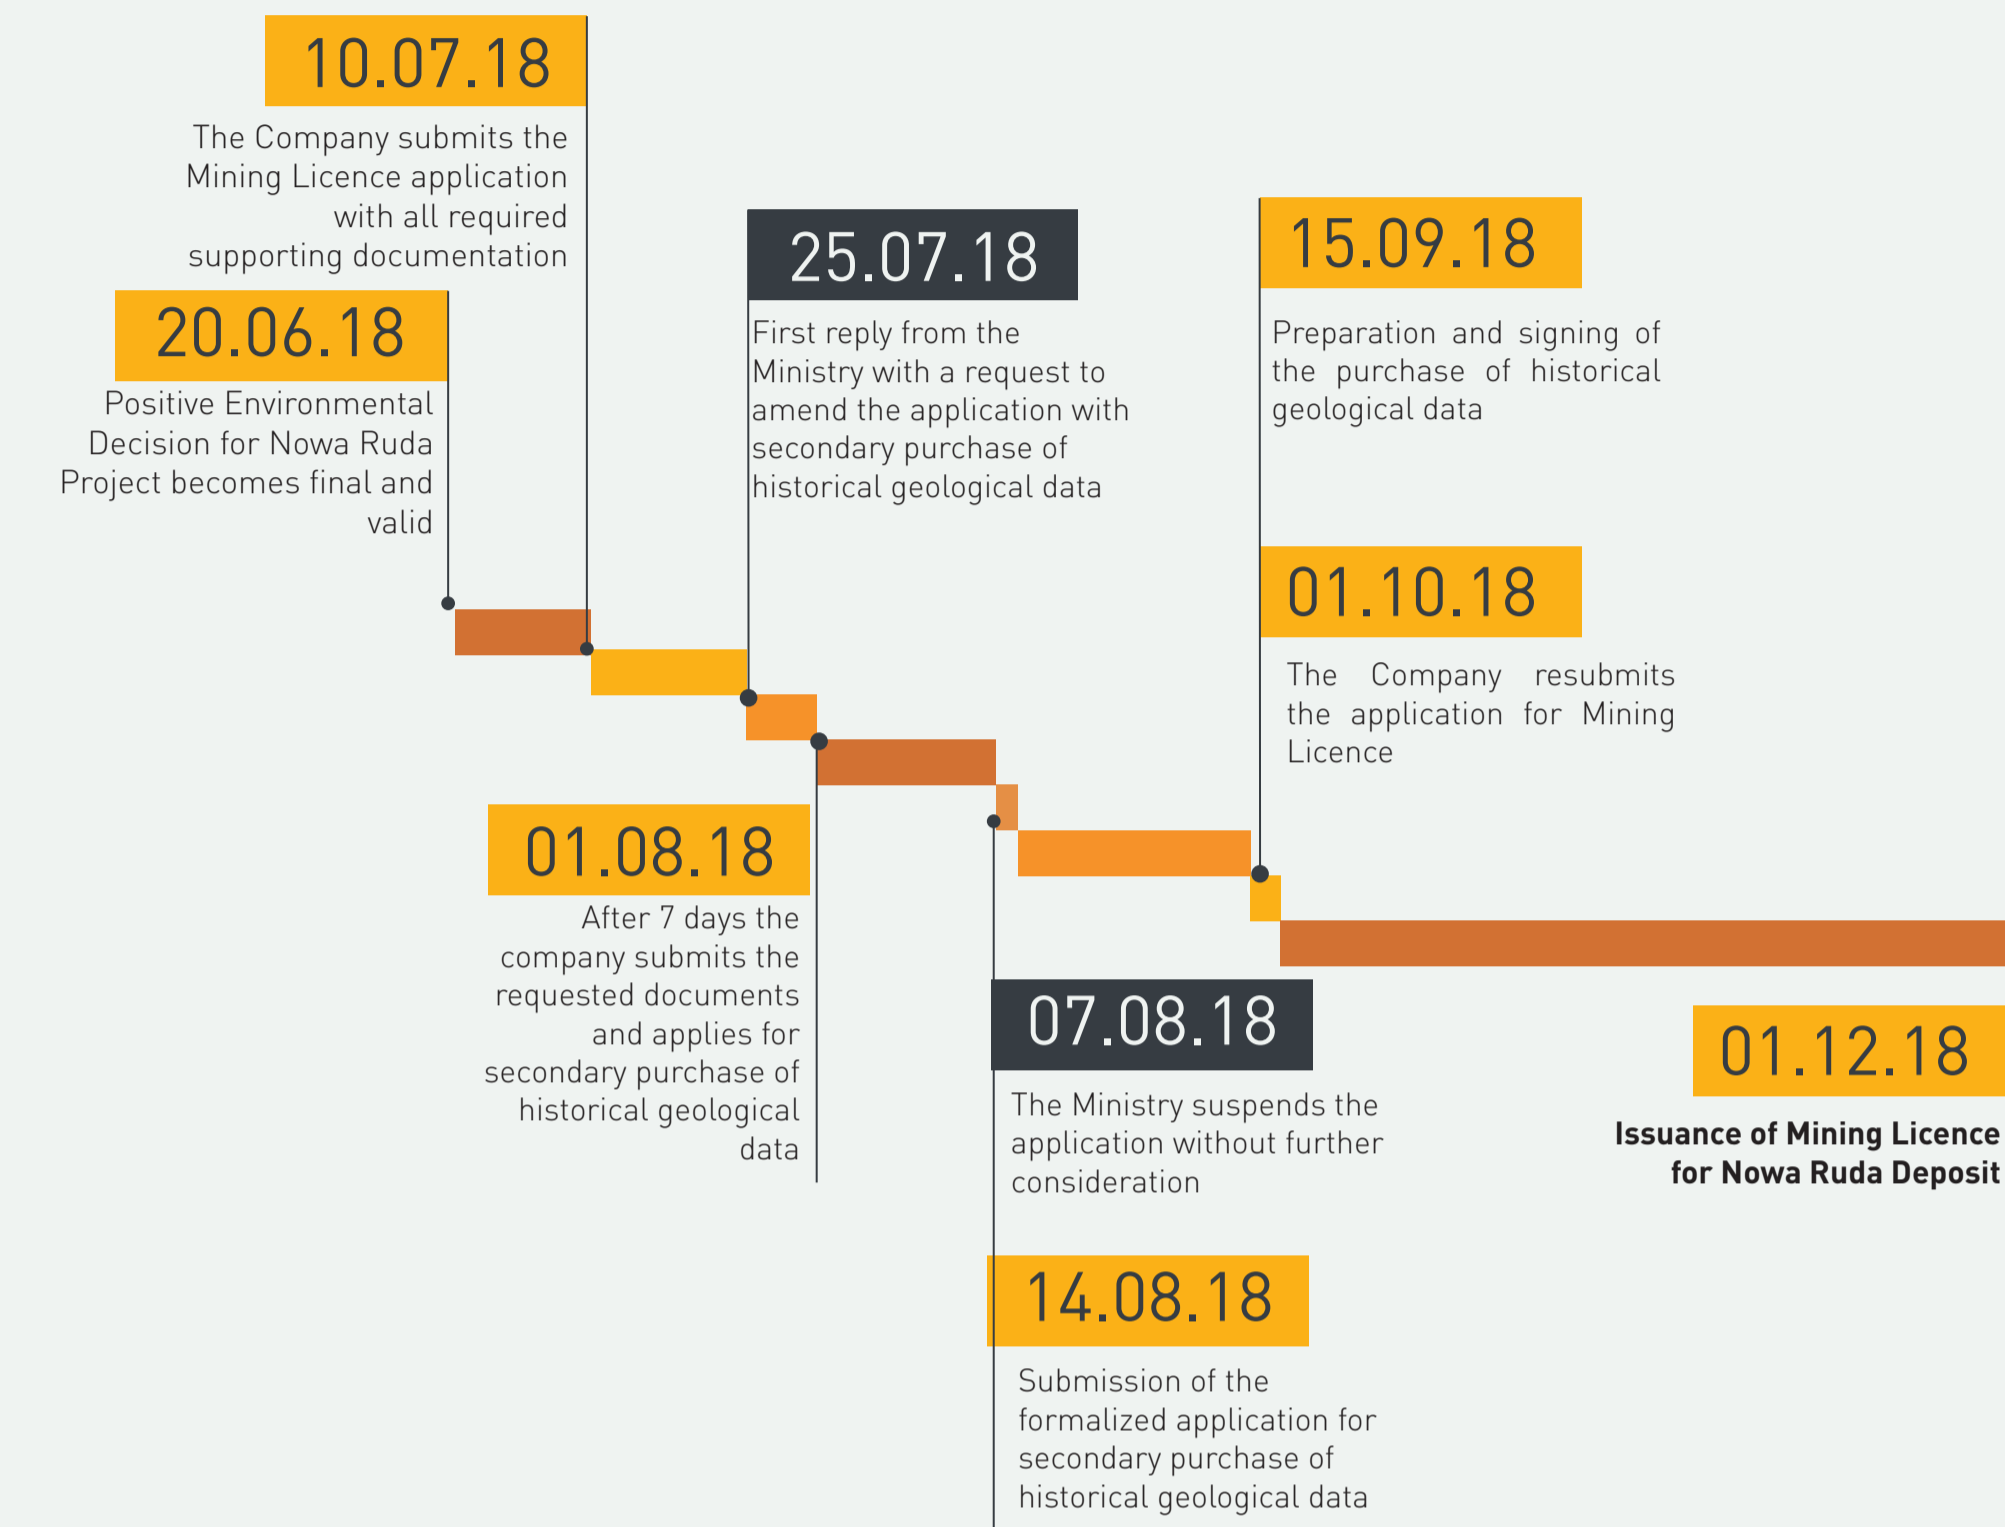 10.07.18
The Company submits the
Mining Licence application
with all required
supporting documentation
20.06.18
Positive Environmental
Decision for Nowa Ruda
Project becomes final and
valid
25.07.18
First reply from the
Ministry with a request to
amend the application with
secondary purchase of
historical geological data
15.09.18
Preparation and signing of
the purchase of historical
geological data
01.10.18
The Company resubmits
the application for Mining
Licence
01.08.18
After 7 days the
company submits the
requested documents
and applies for
secondary purchase of
historical geological
data
07.08.18
The Ministry suspends the
application without further
consideration
14.08.18
Submission of the
formalized application for
secondary purchase of
historical geological data
01.12.18
Issuance of Mining Licence
for Nowa Ruda Deposit